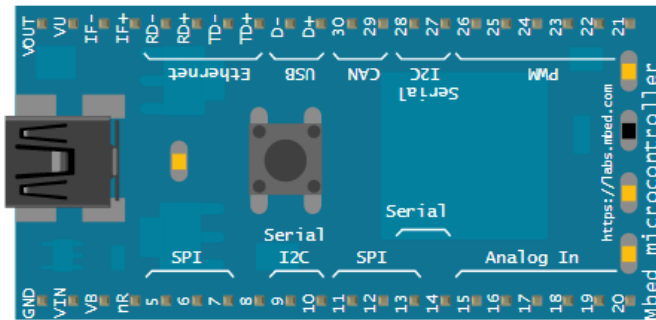 VOUT VU IF- IF+ RD- RD+ TD- TD+ D- D+ 30 29 28 27 26 25 24 23 22 21
Ethernet USB CAN I2C PWM
Serial
https://labs.mbed.com
Mbed microcontroller
Serial Serial
SPI I2C SPI Analog In
GND VIN VB nR 5 6 7 8 9 10 11 12 13 14 15 16 17 18 19 20